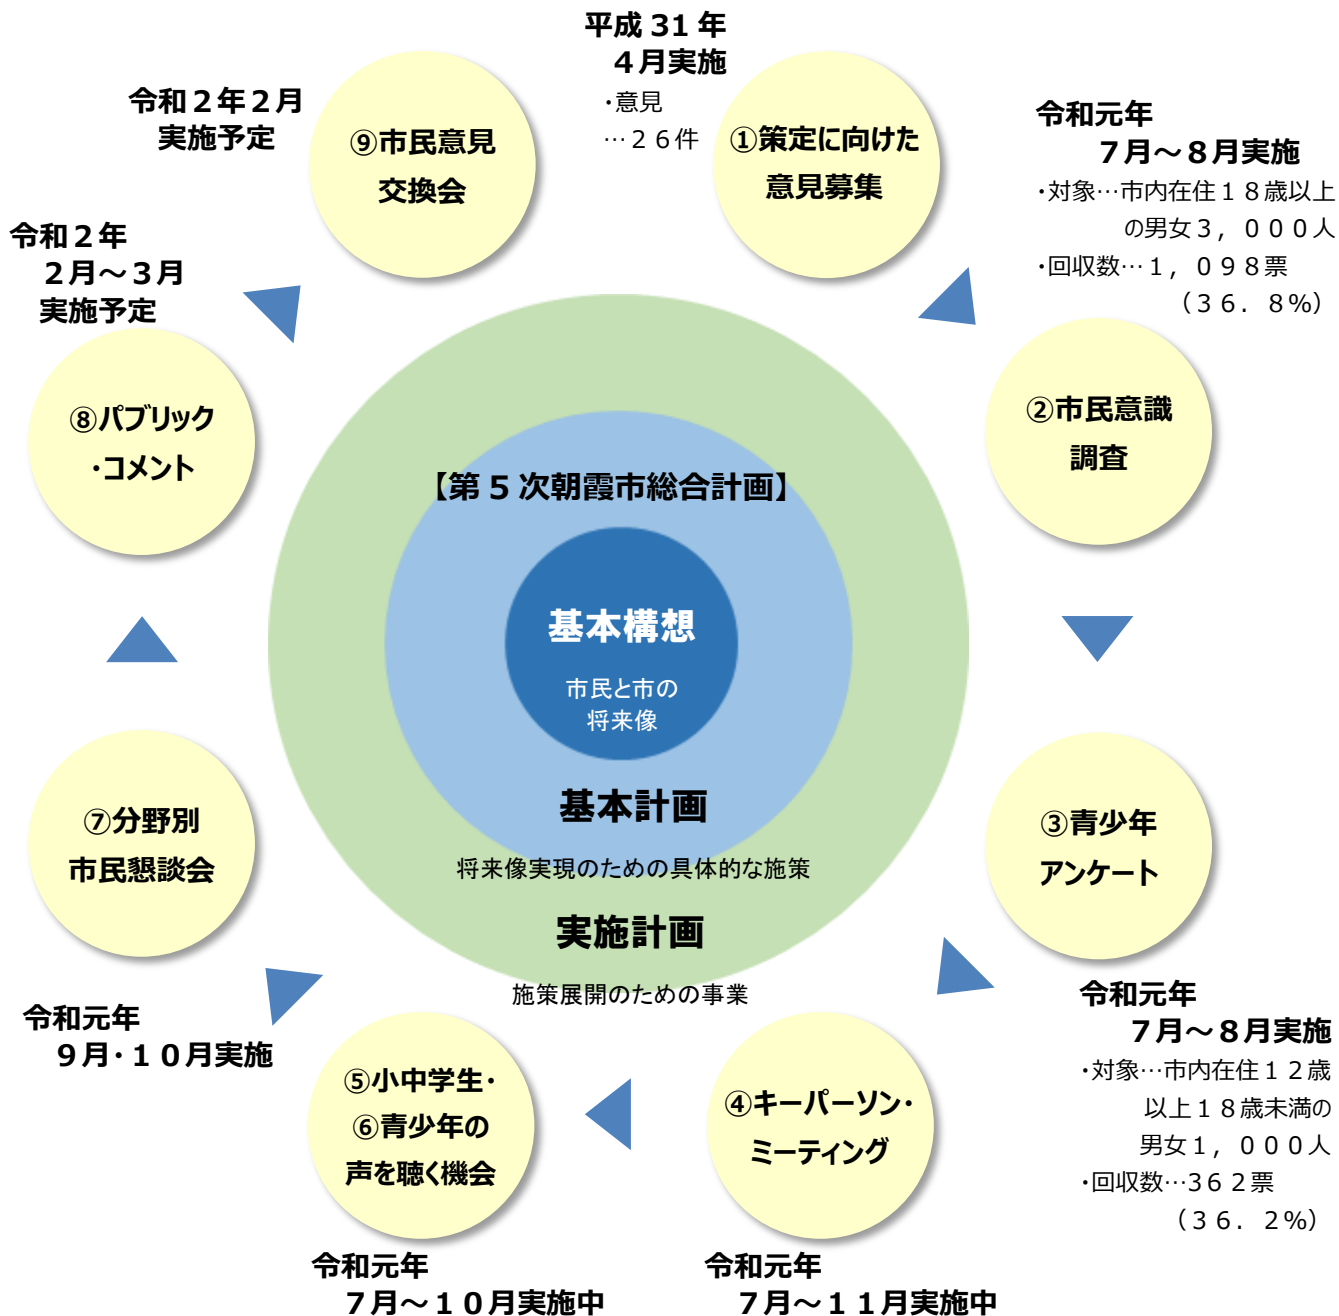 平成３１年
４月実施
・意見
…２６件
①策定に向けた
意見募集
令和元年
７月～８月実施
・対象…市内在住１８歳以上
の男女３，０００人
・回収数…１，０９８票
（３６．８％）
②市民意識
調査
③青少年
アンケート
令和元年
７月～８月実施
・対象…市内在住１２歳
以上１８歳未満の
男女１，０００人
・回収数…３６２票
（３６．２％）
④キーパーソン・
ミーティング
令和元年
７月～１１月実施中
⑤小中学生・
⑥青少年の
声を聴く機会
令和元年
７月～１０月実施中
⑦分野別
市民懇談会
令和元年
９月・１０月実施
⑧パブリック
・コメント
令和２年
２月～３月
実施予定
⑨市民意見
交換会
令和２年２月
実施予定
【第５次朝霞市総合計画】
基本構想
市民と市の
将来像
基本計画
将来像実現のための具体的な施策
実施計画
施策展開のための事業